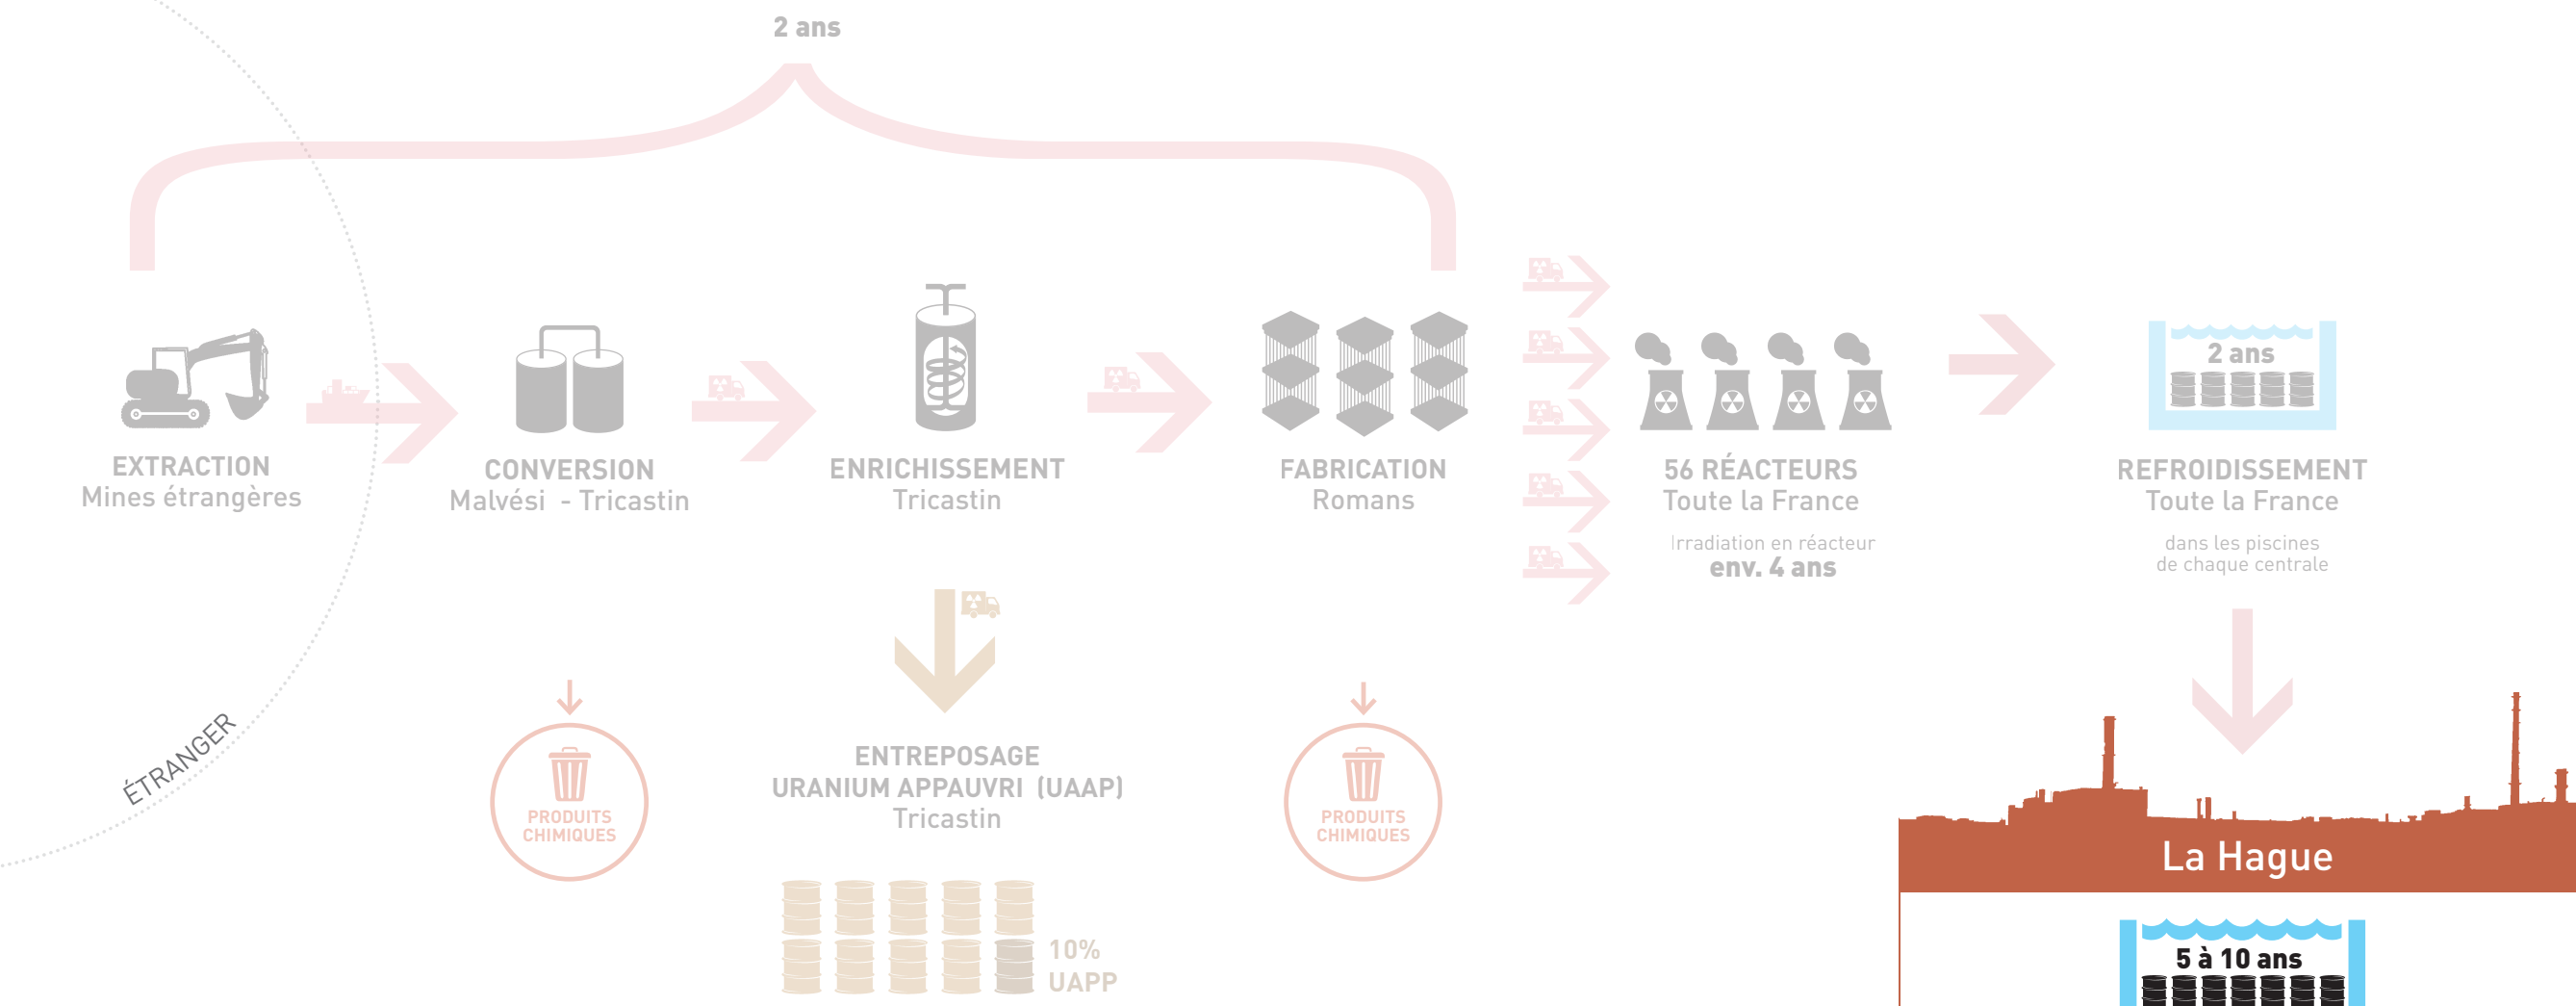 2 ans
EXTRACTION
Mines étrangères
CONVERSION
Malvési - Tricastin
ENRICHISSEMENT
Tricastin
FABRICATION
Romans
56 RÉACTEURS
Toute la France
Irradiation en réacteur
env. 4 ans
2 ans
REFROIDISSEMENT
Toute la France
dans les piscines
de chaque centrale
ÉTRANGER
PRODUITS
CHIMIQUES
ENTREPOSAGE
URANIUM APPAUVRI (UAAP)
Tricastin
10%
UAPP
PRODUITS
CHIMIQUES
La Hague
5 à 10 ans